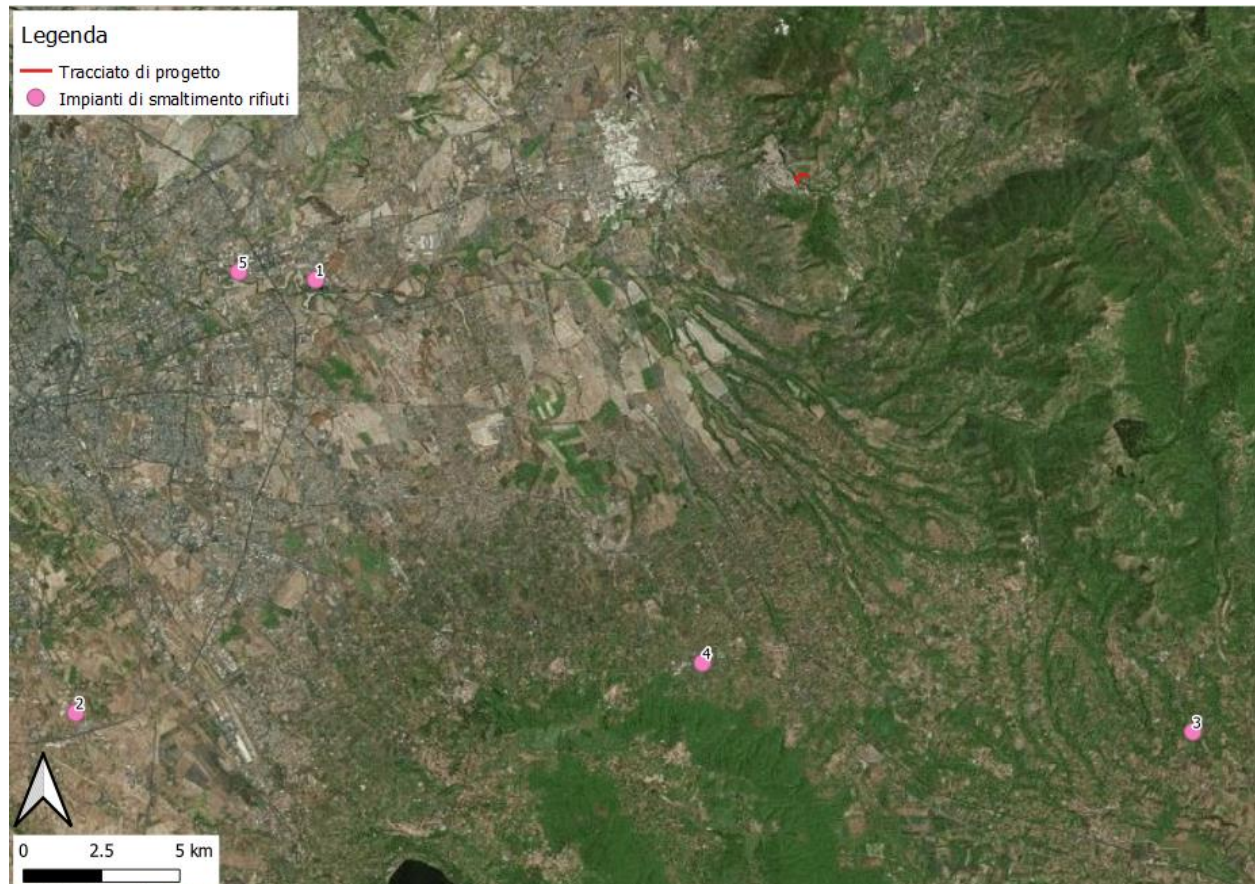 Legenda
Tracciato di progetto
Impianti di smaltimento rifiuti
5
1
4
2
3
0 2.5 5 km